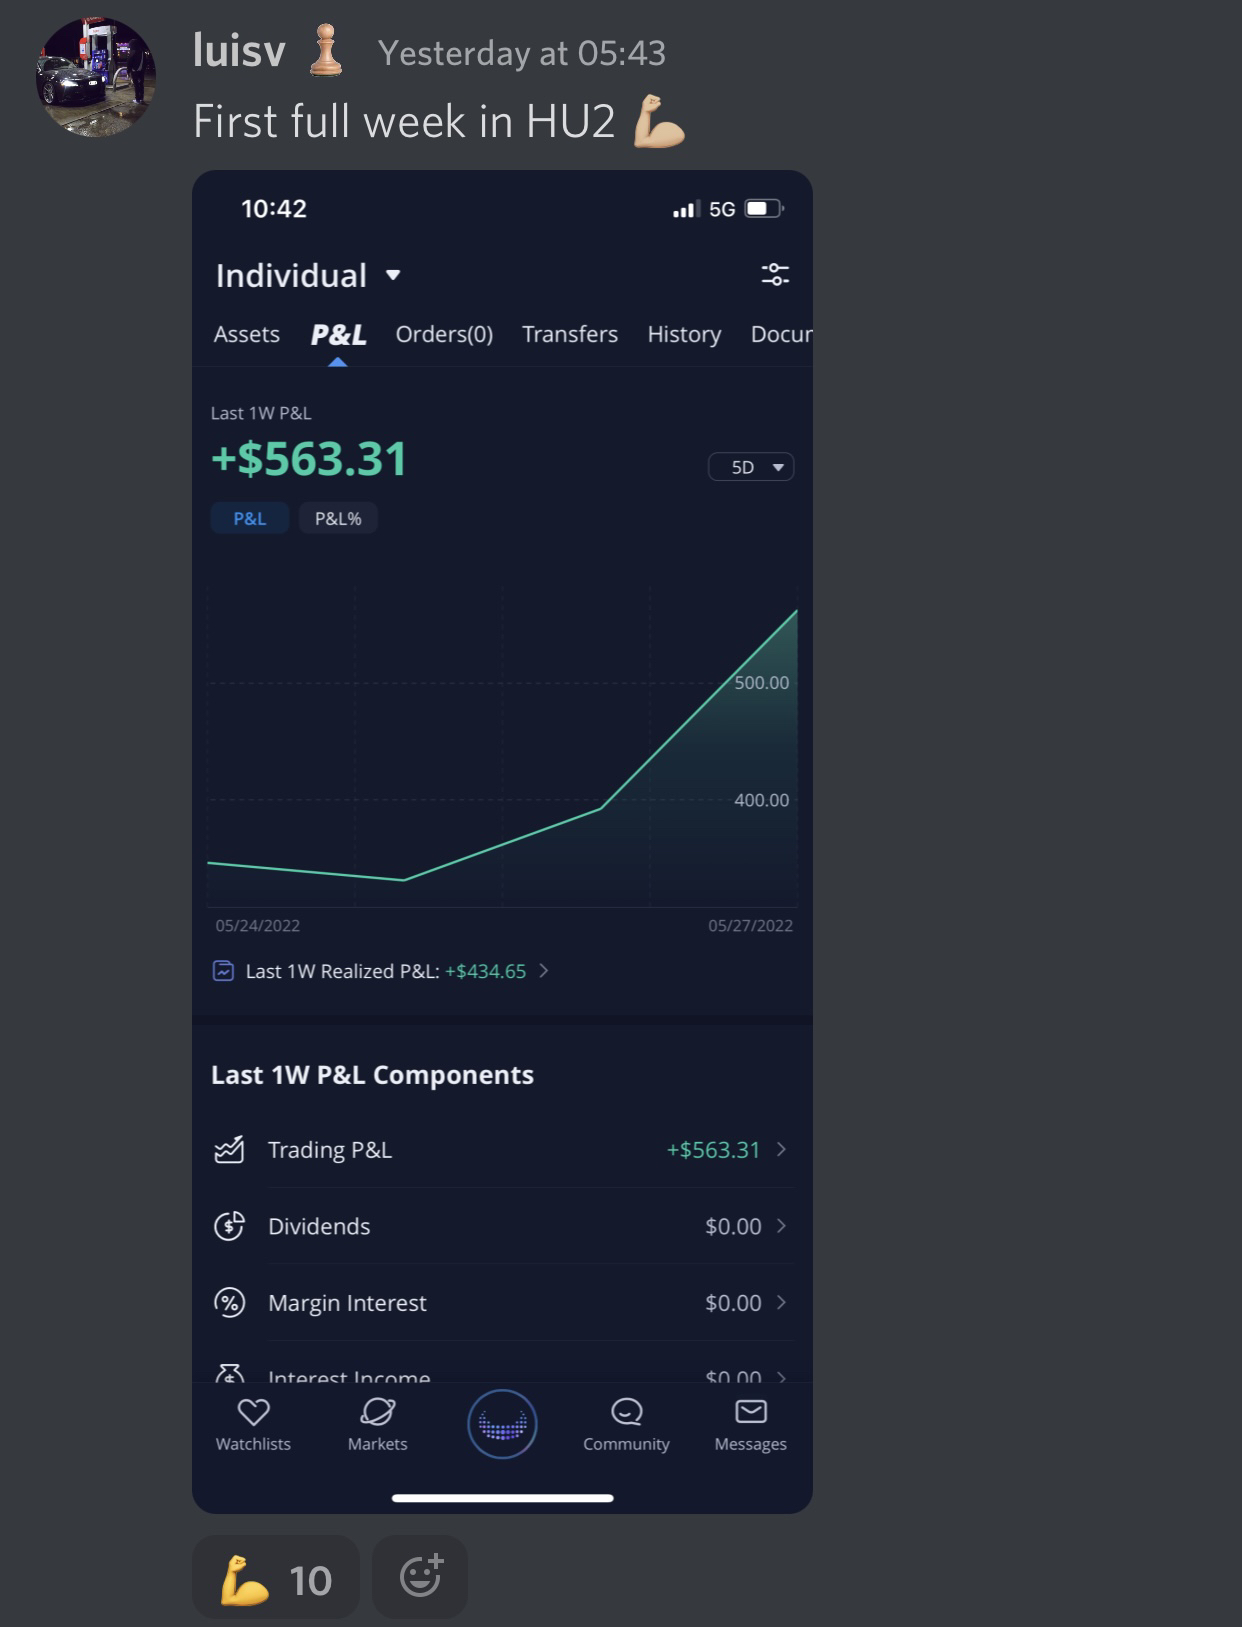 luisv Yesterday at 05:43
First full week in HU2
10:42 5G
Individual
Assets P&L Orders(0) Transfers History Docur
Last 1W P&L
+$563.31
5D
P&L P&L%
500.00
400.00
05/24/2022 05/27/2022
Last 1W Realized P&L: +$434.65
Last 1W P&L Components
Trading P&L +$563.31
Dividends $0.00
Margin Interest $0.00
Interest Income $0.00
Watchlists Markets Community Messages
10